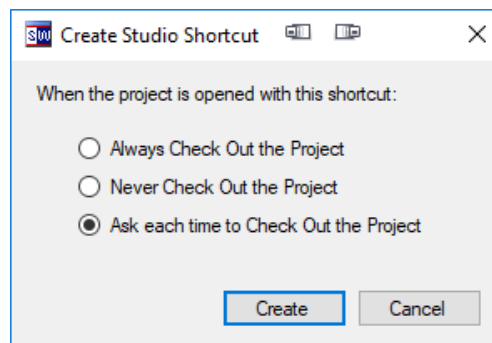 SW Create Studio Shortcut
When the project is opened with this shortcut:
Always Check Out the Project
Never Check Out the Project
Ask each time to Check Out the Project
Create Cancel